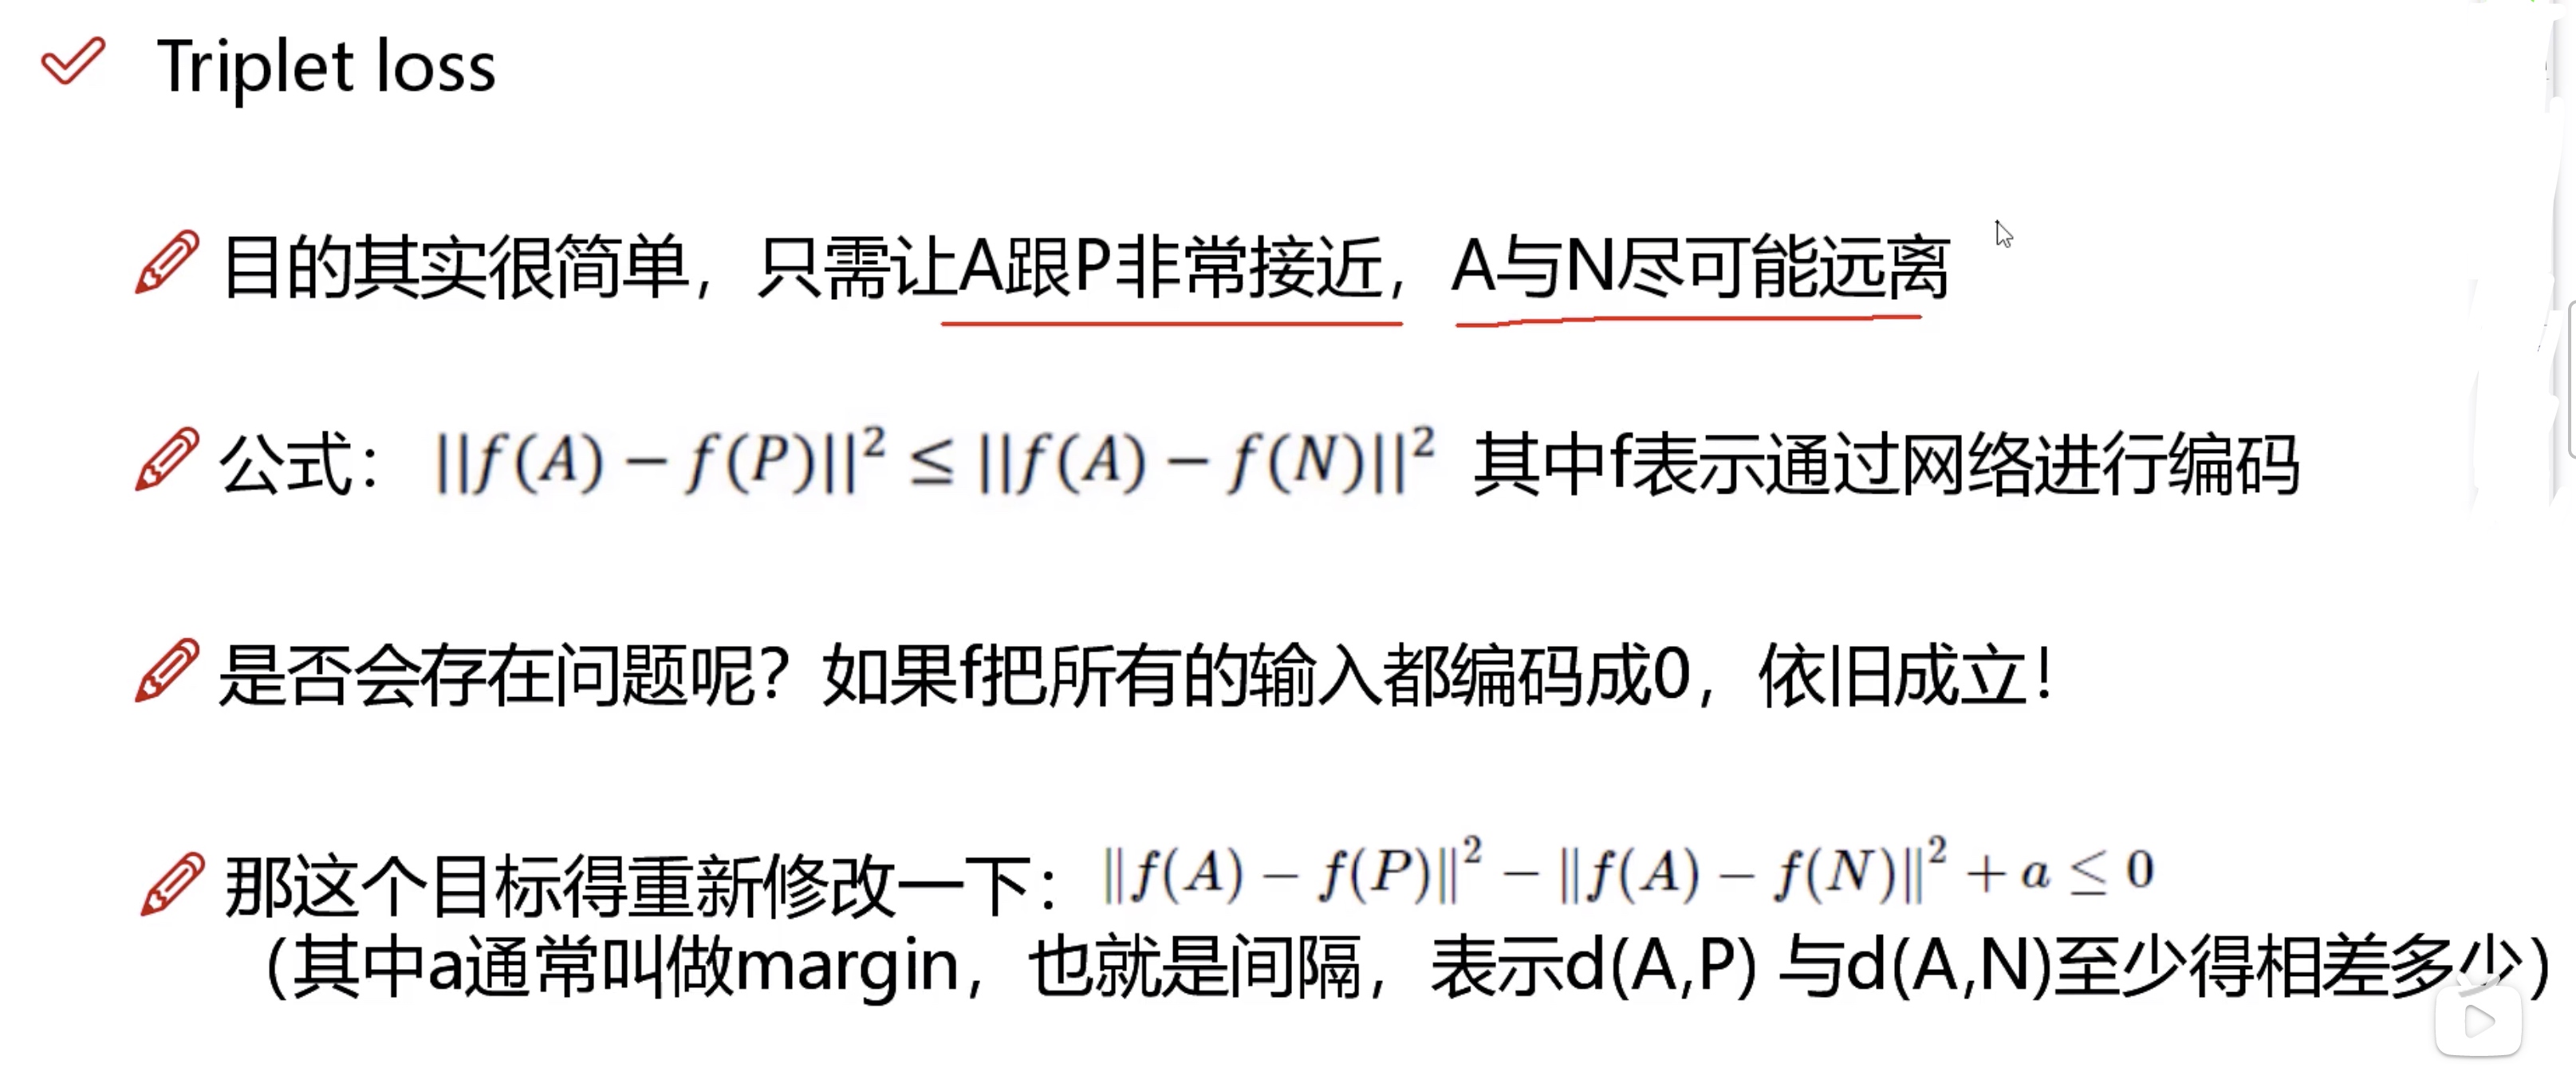 Triplet loss
目的其实很简单，只需让A跟P非常接近，A与N尽可能远离
公式：||f(A) − f(P)||² ≤ ||f(A) − f(N)||² 其中f表示通过网络进行编码
是否会存在问题呢？如果f把所有的输入都编码成0，依旧成立！
那这个目标得重新修改一下：‖f(A) − f(P)‖² − ‖f(A) − f(N)‖² + a ≤ 0
（其中a通常叫做margin，也就是间隔，表示d(A,P) 与d(A,N)至少得相差多少）